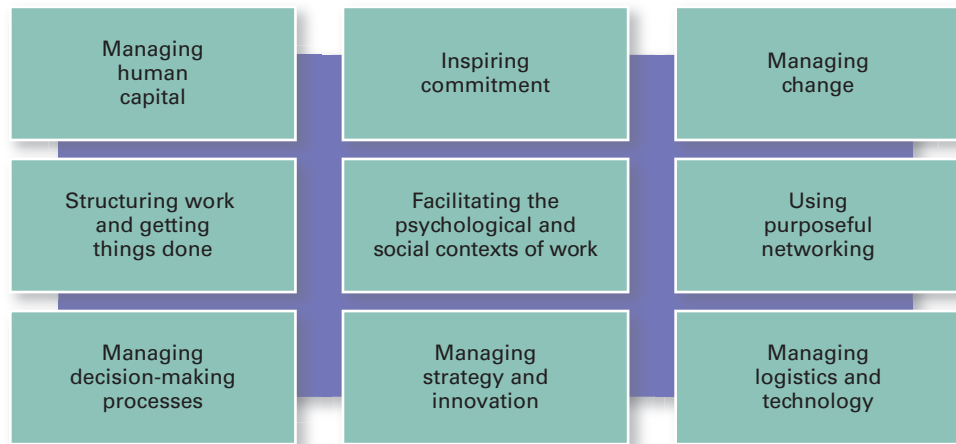 Managing
human
capital
Inspiring
commitment
Managing
change
Structuring work
and getting
things done
Facilitating the
psychological and
social contexts of work
Using
purposeful
networking
Managing
decision-making
processes
Managing
strategy and
innovation
Managing
logistics and
technology